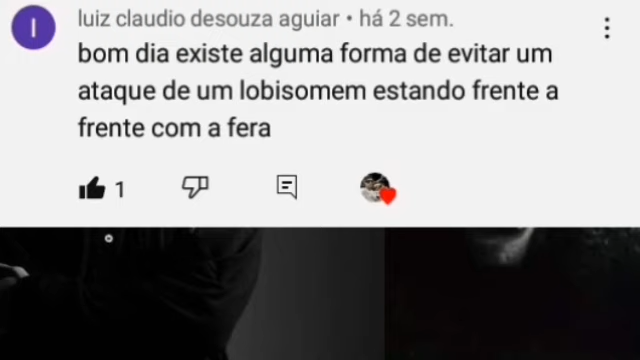 luiz claudio desouza aguiar • há 2 sem.
bom dia existe alguma forma de evitar um
ataque de um lobisomem estando frente a
frente com a fera
1